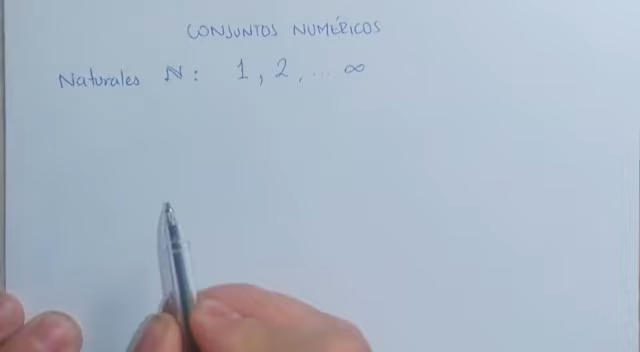 CONJUNTOS NUMÉRICOS
Naturales ℕ: 1, 2, ... ∞